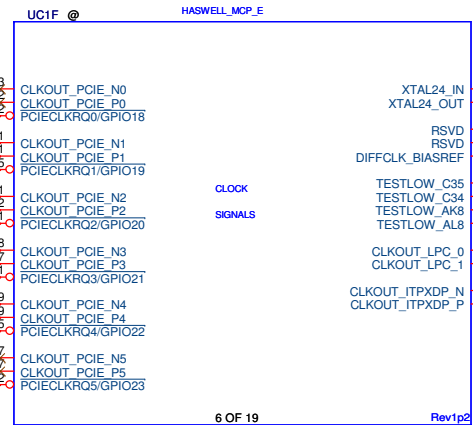 UC1F @
HASWELL_MCP_E
CLKOUT_PCIE_N0
CLKOUT_PCIE_P0
PCIECLKRQ0/GPIO18
CLKOUT_PCIE_N1
CLKOUT_PCIE_P1
PCIECLKRQ1/GPIO19
CLKOUT_PCIE_N2
CLKOUT_PCIE_P2
PCIECLKRQ2/GPIO20
CLKOUT_PCIE_N3
CLKOUT_PCIE_P3
PCIECLKRQ3/GPIO21
CLKOUT_PCIE_N4
CLKOUT_PCIE_P4
PCIECLKRQ4/GPIO22
CLKOUT_PCIE_N5
CLKOUT_PCIE_P5
PCIECLKRQ5/GPIO23
CLOCK
SIGNALS
XTAL24_IN
XTAL24_OUT
RSVD
RSVD
DIFFCLK_BIASREF
TESTLOW_C35
TESTLOW_C34
TESTLOW_AK8
TESTLOW_AL8
CLKOUT_LPC_0
CLKOUT_LPC_1
CLKOUT_ITPXDP_N
CLKOUT_ITPXDP_P
6 OF 19
Rev1p2